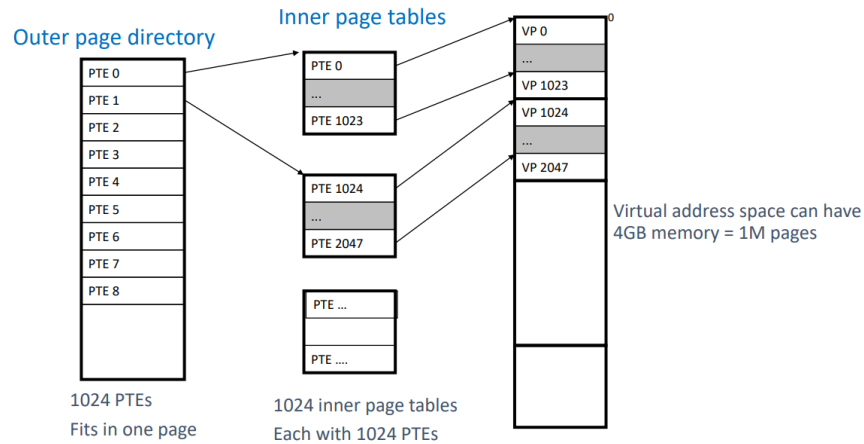 Outer page directory
PTE 0
PTE 1
PTE 2
PTE 3
PTE 4
PTE 5
PTE 6
PTE 7
PTE 8
1024 PTEs
Fits in one page
Inner page tables
PTE 0
...
PTE 1023
PTE 1024
...
PTE 2047
PTE ...
PTE ....
1024 inner page tables
Each with 1024 PTEs
0
VP 0
...
VP 1023
VP 1024
...
VP 2047
Virtual address space can have
4GB memory = 1M pages